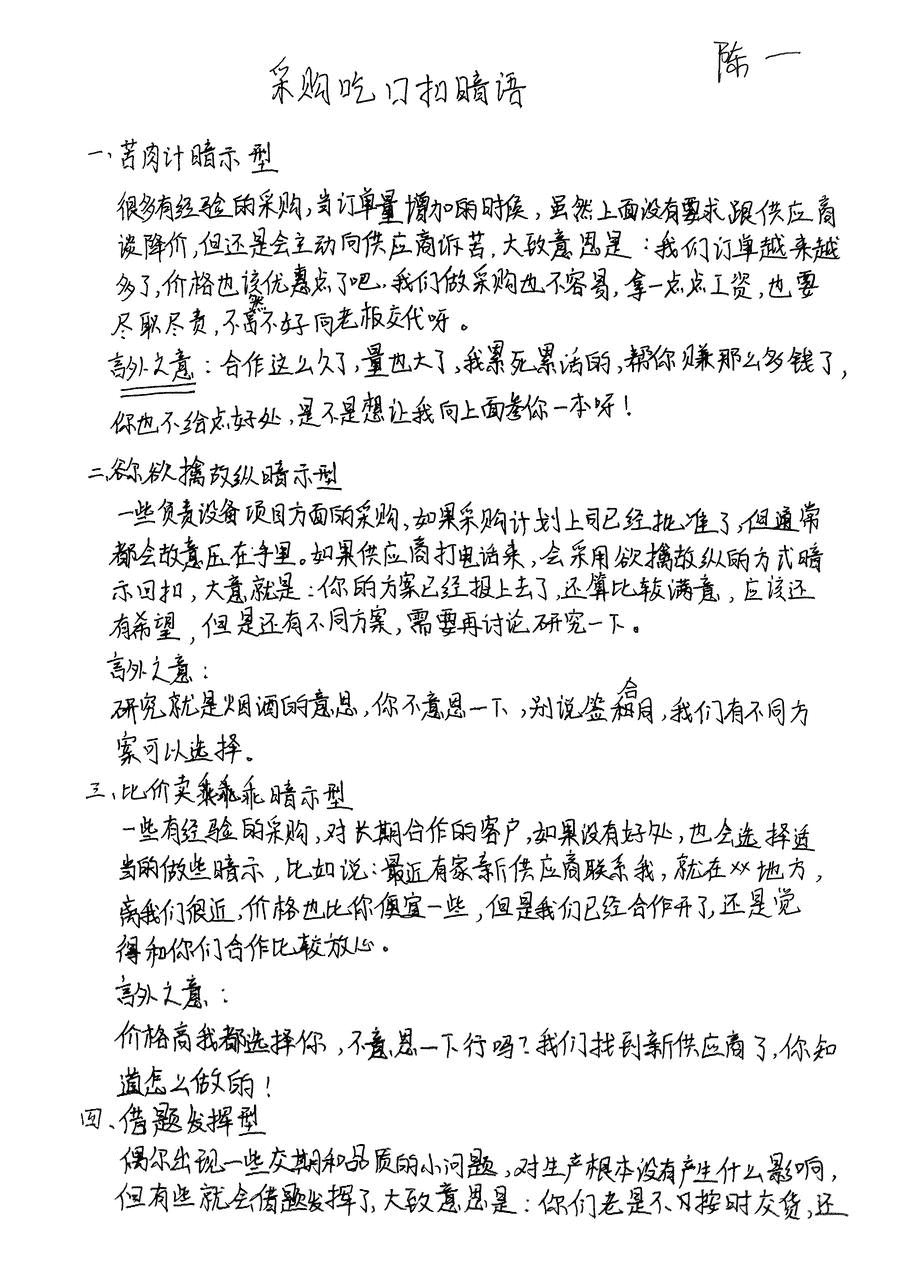 陈一
采购吃口扣暗语
一、苦肉计暗示型
很多有经验的采购,当订单量增加的时候,虽然上面没有要求跟供应商
谈降价,但还是会主动向供应商诉苦,大致意思是:我们订单越来越
多了,价格也该优惠点了吧.我们做采购也不容易,拿一点点工资,也要
尽职尽责,不然不好向老板交代呀。
言外之意:合作这么久了,量也大了,我累死累活的,帮你赚那么多钱了,
你也不给点好处,是不是想让我向上面参你一本呀!
二、欲擒故纵暗示型
一些负责设备项目方面的采购,如果采购计划上司已经批准了,但通常
都会故意压在手里。如果供应商打电话来,会采用欲擒故纵的方式暗
示回扣,大意就是:你的方案已经报上去了,还算比较满意,应该还
有希望,但是还有不同方案,需要再讨论研究一下。
言外之意:
研究就是烟酒的意思,你不意思一下,别说签合同,我们有不同方
案可以选择。
三、比价卖乖暗示型
一些有经验的采购,对长期合作的客户,如果没有好处,也会选择适
当的做些暗示,比如说:最近有家新供应商联系我,就在××地方,
离我们很近,价格也比你便宜一些,但是我们已经合作开了,还是觉
得和你们合作比较放心。
言外之意:
价格高我都选择你,不意思一下行吗?我们找到新供应商了,你知
道怎么做的!
四、借题发挥型
偶尔出现一些交期和品质的小问题,对生产根本没有产生什么影响,
但有些就会借题发挥了,大致意思是:你们老是不按时交货,还